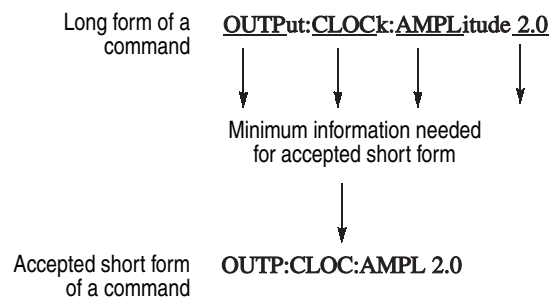 Long form of a
command
OUTPut:CLOCk:AMPLitude 2.0
Minimum information needed
for accepted short form
Accepted short form
of a command
OUTP:CLOC:AMPL 2.0